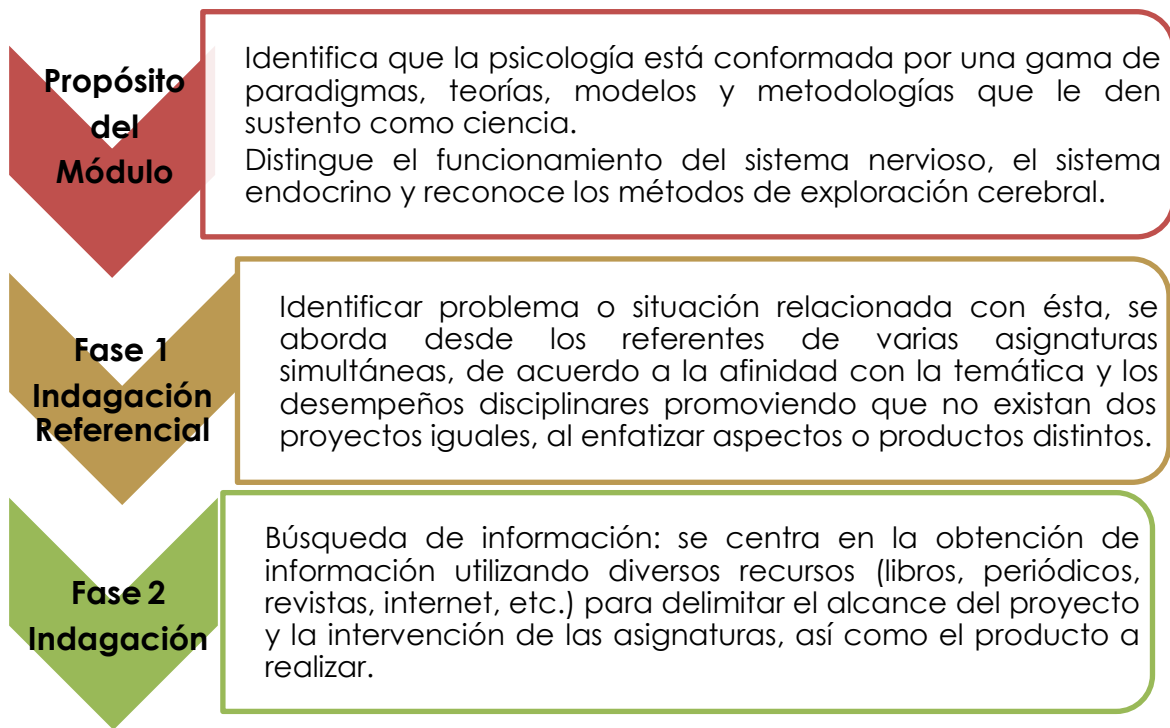 Propósito
del
Módulo
Identifica que la psicología está conformada por una gama de
paradigmas, teorías, modelos y metodologías que le den
sustento como ciencia.
Distingue el funcionamiento del sistema nervioso, el sistema
endocrino y reconoce los métodos de exploración cerebral.
Fase 1
Indagación
Referencial
Identificar problema o situación relacionada con ésta, se
aborda desde los referentes de varias asignaturas
simultáneas, de acuerdo a la afinidad con la temática y los
desempeños disciplinares promoviendo que no existan dos
proyectos iguales, al enfatizar aspectos o productos distintos.
Fase 2
Indagación
Búsqueda de información: se centra en la obtención de
información utilizando diversos recursos (libros, periódicos,
revistas, internet, etc.) para delimitar el alcance del proyecto
y la intervención de las asignaturas, así como el producto a
realizar.